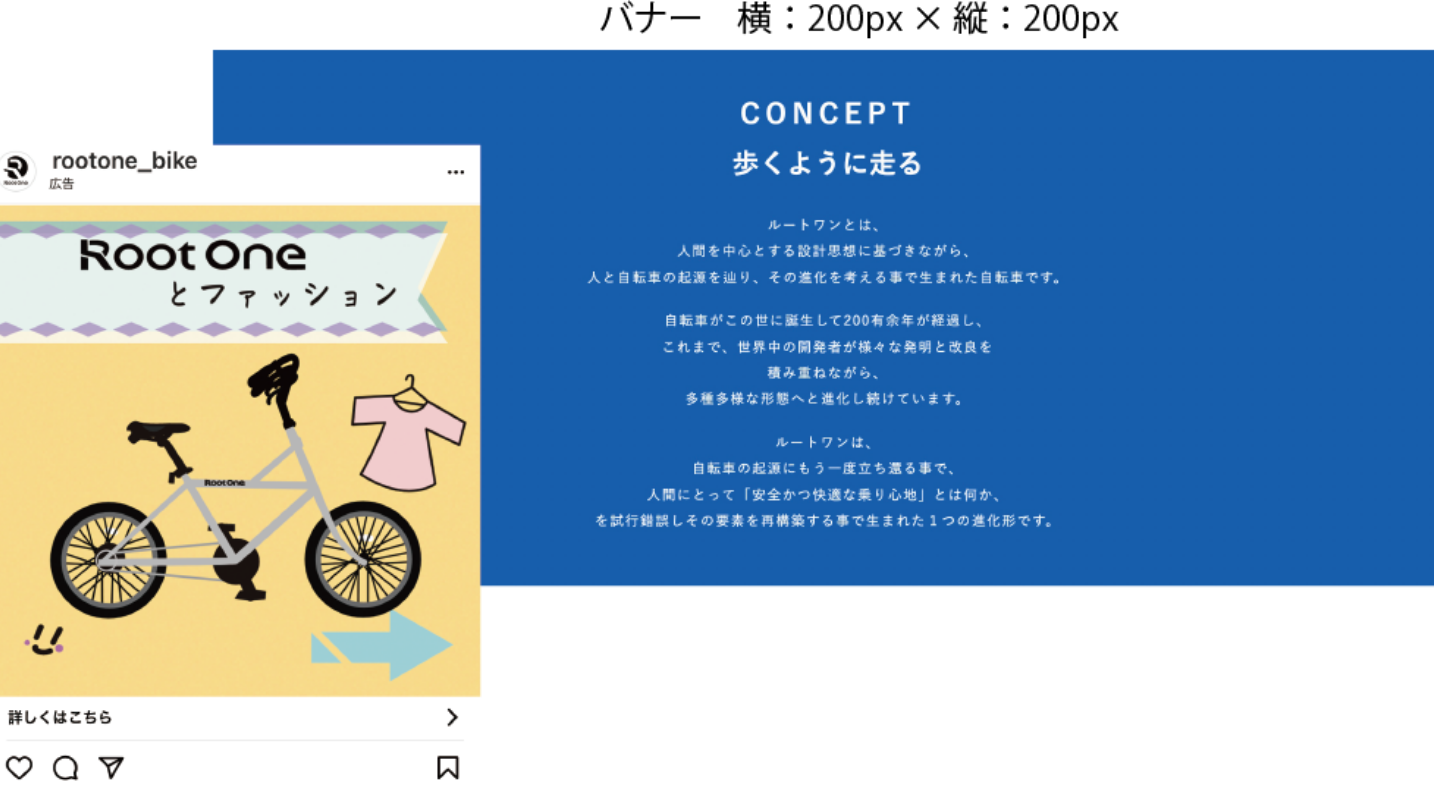 バナー　横：200px × 縦：200px
CONCEPT
歩くように走る
ルートワンとは、
人間を中心とする設計思想に基づきながら、
人と自転車の起源を辿り、その進化を考える事で生まれた自転車です。
自転車がこの世に誕生して200有余年が経過し、
これまで、世界中の開発者が様々な発明と改良を
積み重ねながら、
多種多様な形態へと進化し続けています。
ルートワンは、
自転車の起源にもう一度立ち還る事で、
人間にとって「安全かつ快適な乗り心地」とは何か、
を試行錯誤しその要素を再構築する事で生まれた１つの進化形です。
rootone_bike
RootOne
広告
Root One
とファッション
RootOne
詳しくはこちら